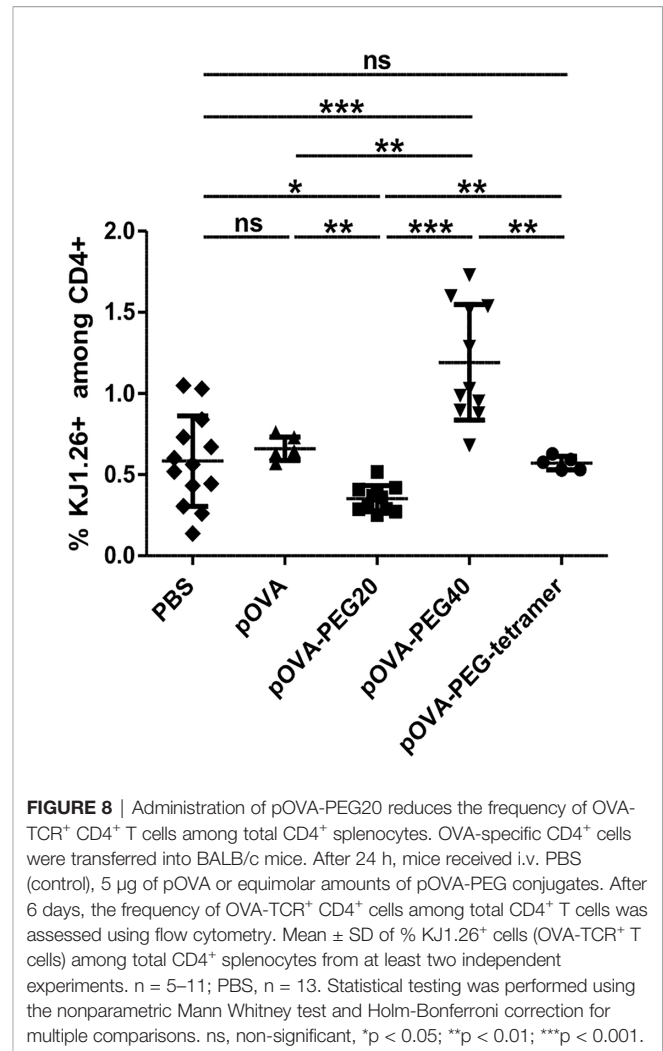 ns
***
**
* **
ns ** *** **
% KJ1.26+ among CD4+
2.0
1.5
1.0
0.5
0.0
PBS
pOVA
pOVA-PEG20
pOVA-PEG40
pOVA-PEG-tetramer
FIGURE 8 | Administration of pOVA-PEG20 reduces the frequency of OVA-
TCR⁺ CD4⁺ T cells among total CD4⁺ splenocytes. OVA-specific CD4⁺ cells
were transferred into BALB/c mice. After 24 h, mice received i.v. PBS
(control), 5 µg of pOVA or equimolar amounts of pOVA-PEG conjugates. After
6 days, the frequency of OVA-TCR⁺ CD4⁺ cells among total CD4⁺ T cells was
assessed using flow cytometry. Mean ± SD of % KJ1.26⁺ cells (OVA-TCR⁺ T
cells) among total CD4⁺ splenocytes from at least two independent
experiments. n = 5–11; PBS, n = 13. Statistical testing was performed using
the nonparametric Mann Whitney test and Holm-Bonferroni correction for
multiple comparisons. ns, non-significant, *p < 0.05; **p < 0.01; ***p < 0.001.